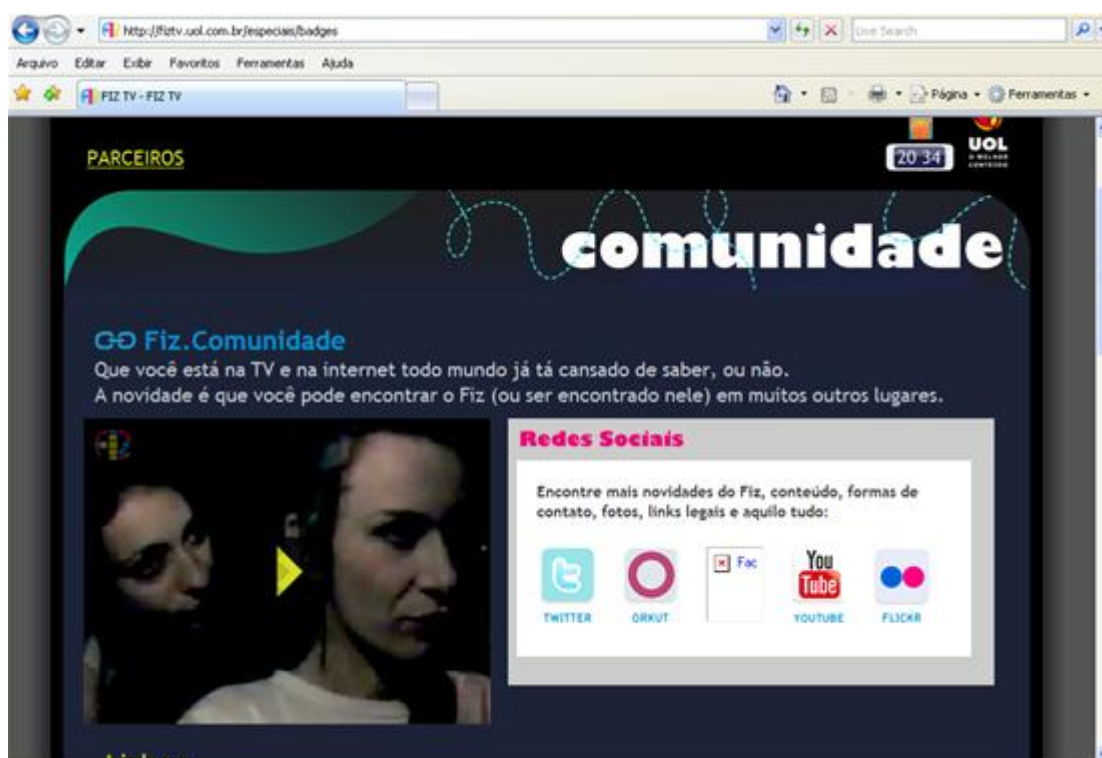 http://fiztv.uol.com.br/especiais/badges
Live Search
Arquivo Editar Exibir Favoritos Ferramentas Ajuda
FIZ TV - FIZ TV
Página Ferramentas
PARCEIROS
20 34
UOL
O MELHOR
CONTEÚDO
comunidade
Fiz.Comunidade
Que você está na TV e na internet todo mundo já tá cansado de saber, ou não.
A novidade é que você pode encontrar o Fiz (ou ser encontrado nele) em muitos outros lugares.
Redes Sociais
Encontre mais novidades do Fiz, conteúdo, formas de
contato, fotos, links legais e aquilo tudo:
Fac
You
Tube
TWITTER ORKUT YOUTUBE FLICKR